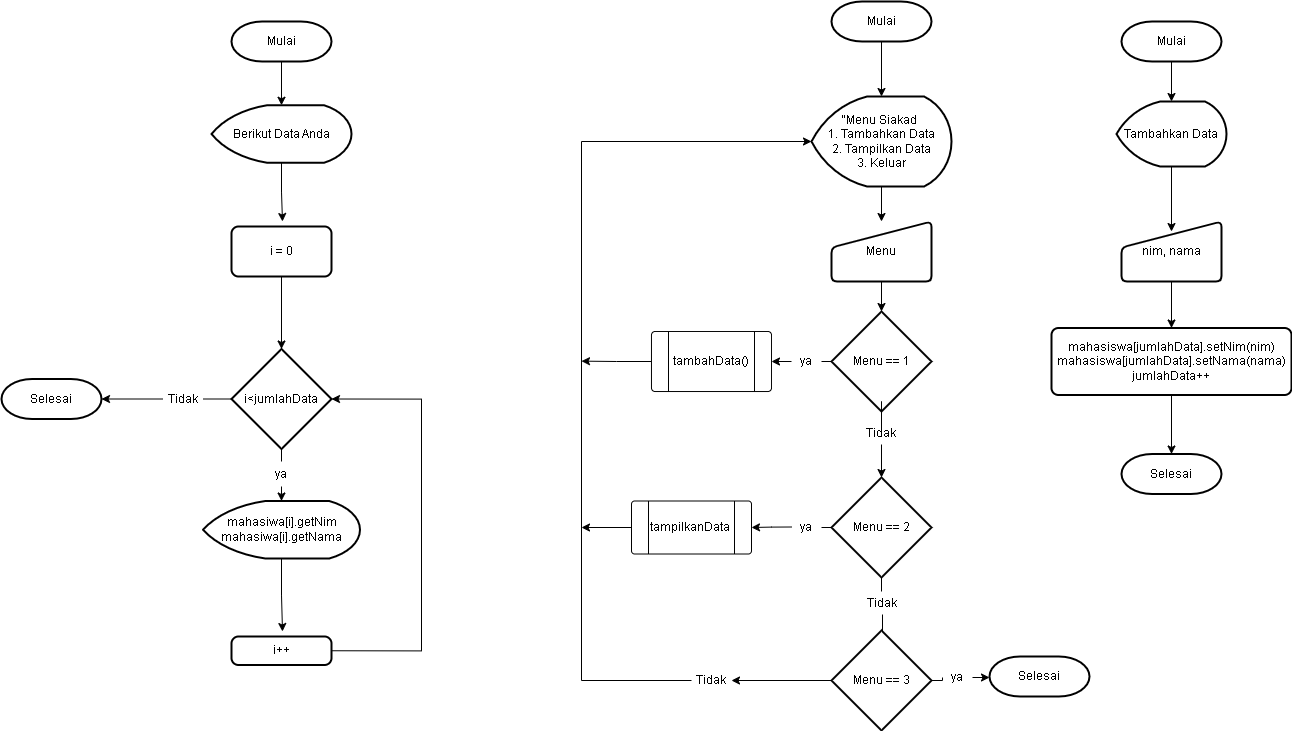 Mulai
Berikut Data Anda
i = 0
i<jumlahData
Tidak
Selesai
ya
mahasiwa[i].getNim
mahasiwa[i].getNama
i++
Mulai
"Menu Siakad
1. Tambahkan Data
2. Tampilkan Data
3. Keluar
Menu
Menu == 1
ya
tambahData()
Tidak
Menu == 2
ya
tampilkanData
Tidak
Menu == 3
Tidak
ya
Selesai
Mulai
Tambahkan Data
nim, nama
mahasiswa[jumlahData].setNim(nim)
mahasiswa[jumlahData].setNama(nama)
jumlahData++
Selesai